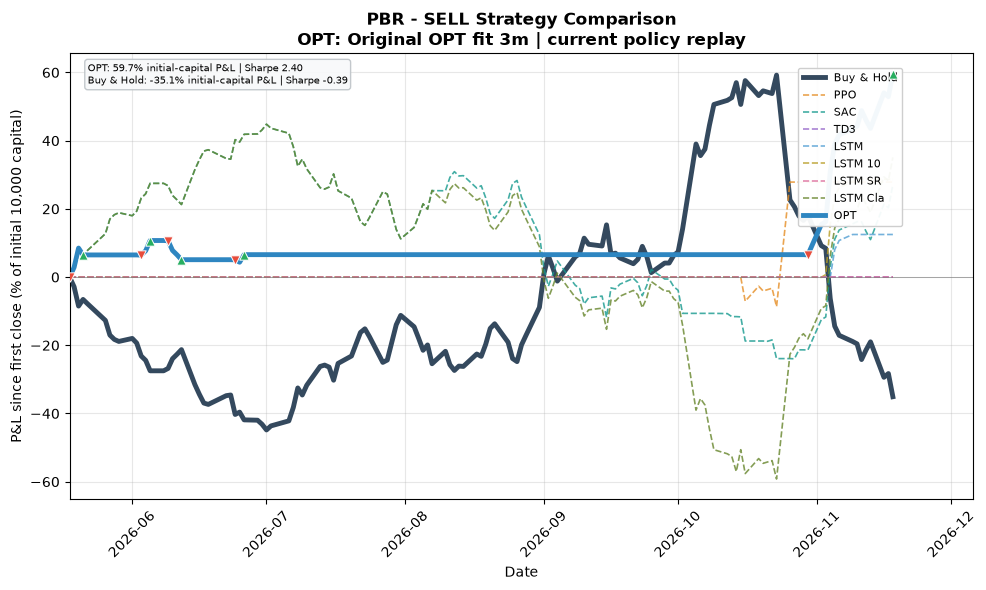 PBR - SELL Strategy Comparison
OPT: Original OPT fit 3m | current policy replay
OPT: 59.7% initial-capital P&L | Sharpe 2.40
Buy & Hold: -35.1% initial-capital P&L | Sharpe -0.39
Buy & Hold
PPO
SAC
TD3
LSTM
LSTM 10
LSTM SR
LSTM Cla
OPT
P&L since first close (% of initial 10,000 capital)
60
40
20
0
−20
−40
−60
2026-06
2026-07
2026-08
2026-09
2026-10
2026-11
2026-12
Date